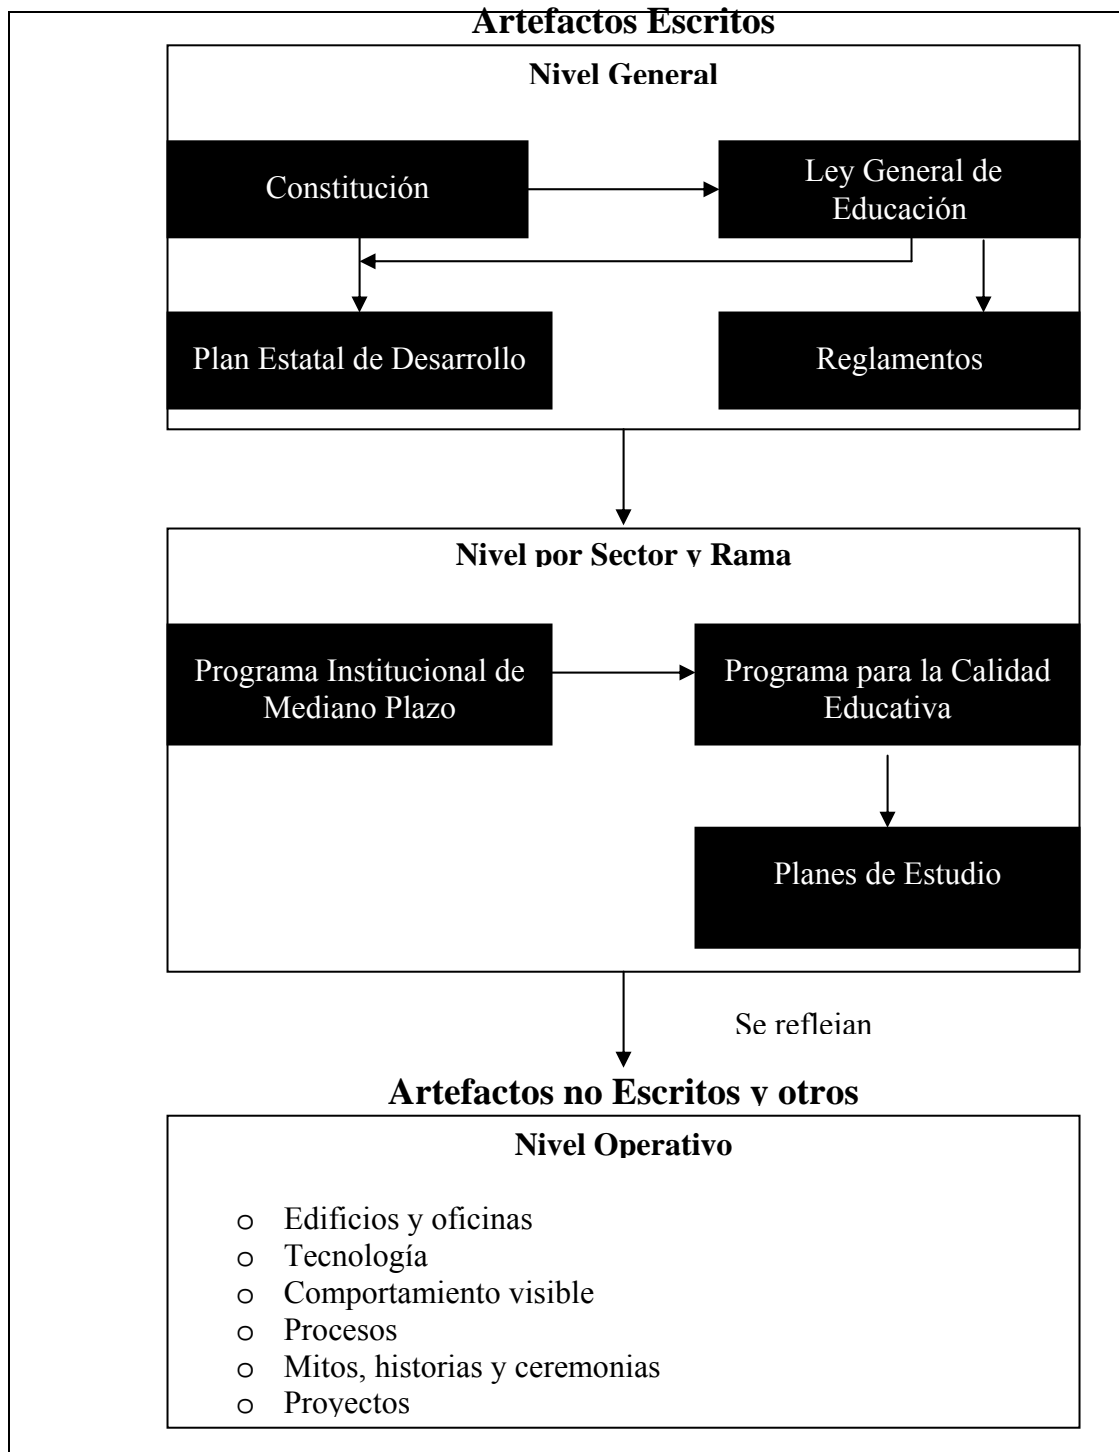 Artefactos Escritos
Nivel General
Constitución
Ley General de
Educación
Plan Estatal de Desarrollo
Reglamentos
Nivel por Sector y Rama
Programa Institucional de
Mediano Plazo
Programa para la Calidad
Educativa
Planes de Estudio
Se reflejan
Artefactos no Escritos y otros
Nivel Operativo
o Edificios y oficinas
o Tecnología
o Comportamiento visible
o Procesos
o Mitos, historias y ceremonias
o Proyectos